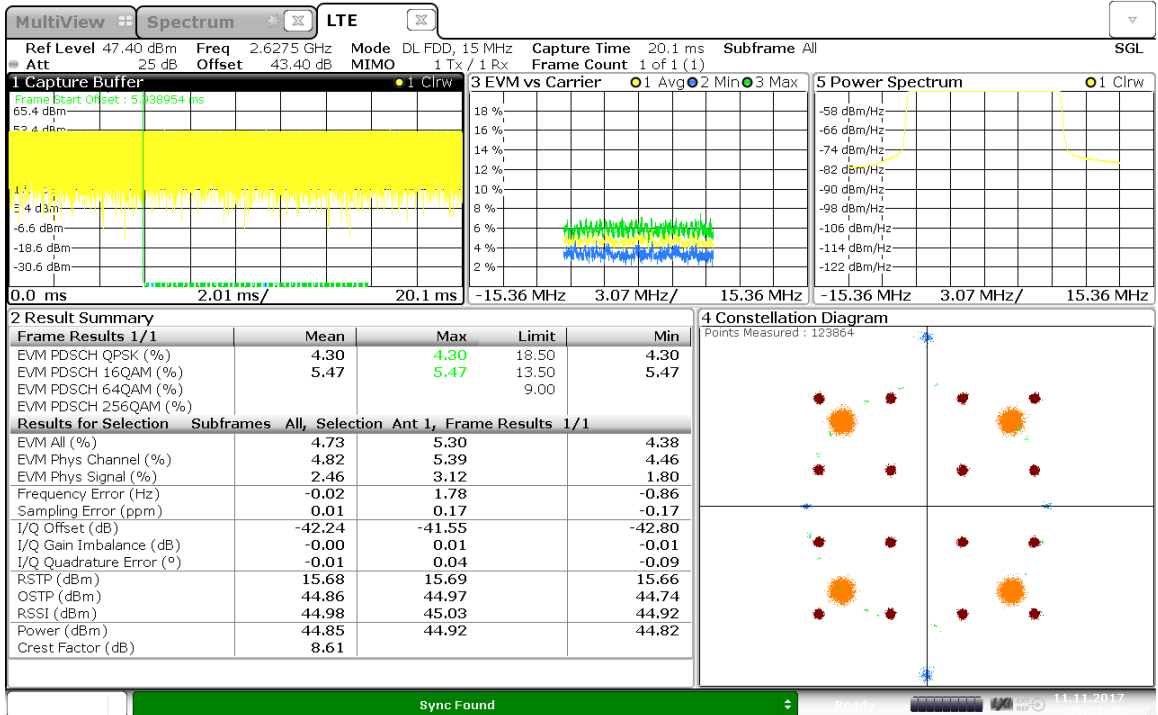 MultiView Spectrum LTE
Ref Level 47.40 dBm Freq 2.6275 GHz Mode DL FDD, 15 MHz Capture Time 20.1 ms Subframe All SGL
Att 25 dB Offset 43.40 dB MIMO 1 Tx / 1 Rx Frame Count 1 of 1 (1)
1 Capture Buffer 1 Clrw
Frame Start Offset : 5.938954 ms
65.4 dBm
53.4 dBm
-6.6 dBm
-18.6 dBm
-30.6 dBm
0.0 ms 2.01 ms/ 20.1 ms
3 EVM vs Carrier 1 Avg 2 Min 3 Max
18 %
16 %
14 %
12 %
10 %
8 %
6 %
4 %
2 %
-15.36 MHz 3.07 MHz/ 15.36 MHz
5 Power Spectrum 1 Clrw
-58 dBm/Hz
-66 dBm/Hz
-74 dBm/Hz
-82 dBm/Hz
-90 dBm/Hz
-98 dBm/Hz
-106 dBm/Hz
-114 dBm/Hz
-122 dBm/Hz
-15.36 MHz 3.07 MHz/ 15.36 MHz
2 Result Summary
Frame Results 1/1 Mean Max Limit Min
EVM PDSCH QPSK (%) 4.30 4.30 18.50 4.30
EVM PDSCH 16QAM (%) 5.47 5.47 13.50 5.47
EVM PDSCH 64QAM (%) 9.00
EVM PDSCH 256QAM (%)
Results for Selection Subframes All, Selection Ant 1, Frame Results 1/1
EVM All (%) 4.73 5.30 4.38
EVM Phys Channel (%) 4.82 5.39 4.46
EVM Phys Signal (%) 2.46 3.12 1.80
Frequency Error (Hz) -0.02 1.78 -0.86
Sampling Error (ppm) 0.01 0.17 -0.17
I/Q Offset (dB) -42.24 -41.55 -42.80
I/Q Gain Imbalance (dB) -0.00 0.01 -0.01
I/Q Quadrature Error (º) -0.01 0.04 -0.09
RSTP (dBm) 15.68 15.69 15.66
OSTP (dBm) 44.86 44.97 44.74
RSSI (dBm) 44.98 45.03 44.92
Power (dBm) 44.85 44.92 44.82
Crest Factor (dB) 8.61
4 Constellation Diagram
Points Measured : 123864
Sync Found
Ready
LXI EXT REF
11.11.2017